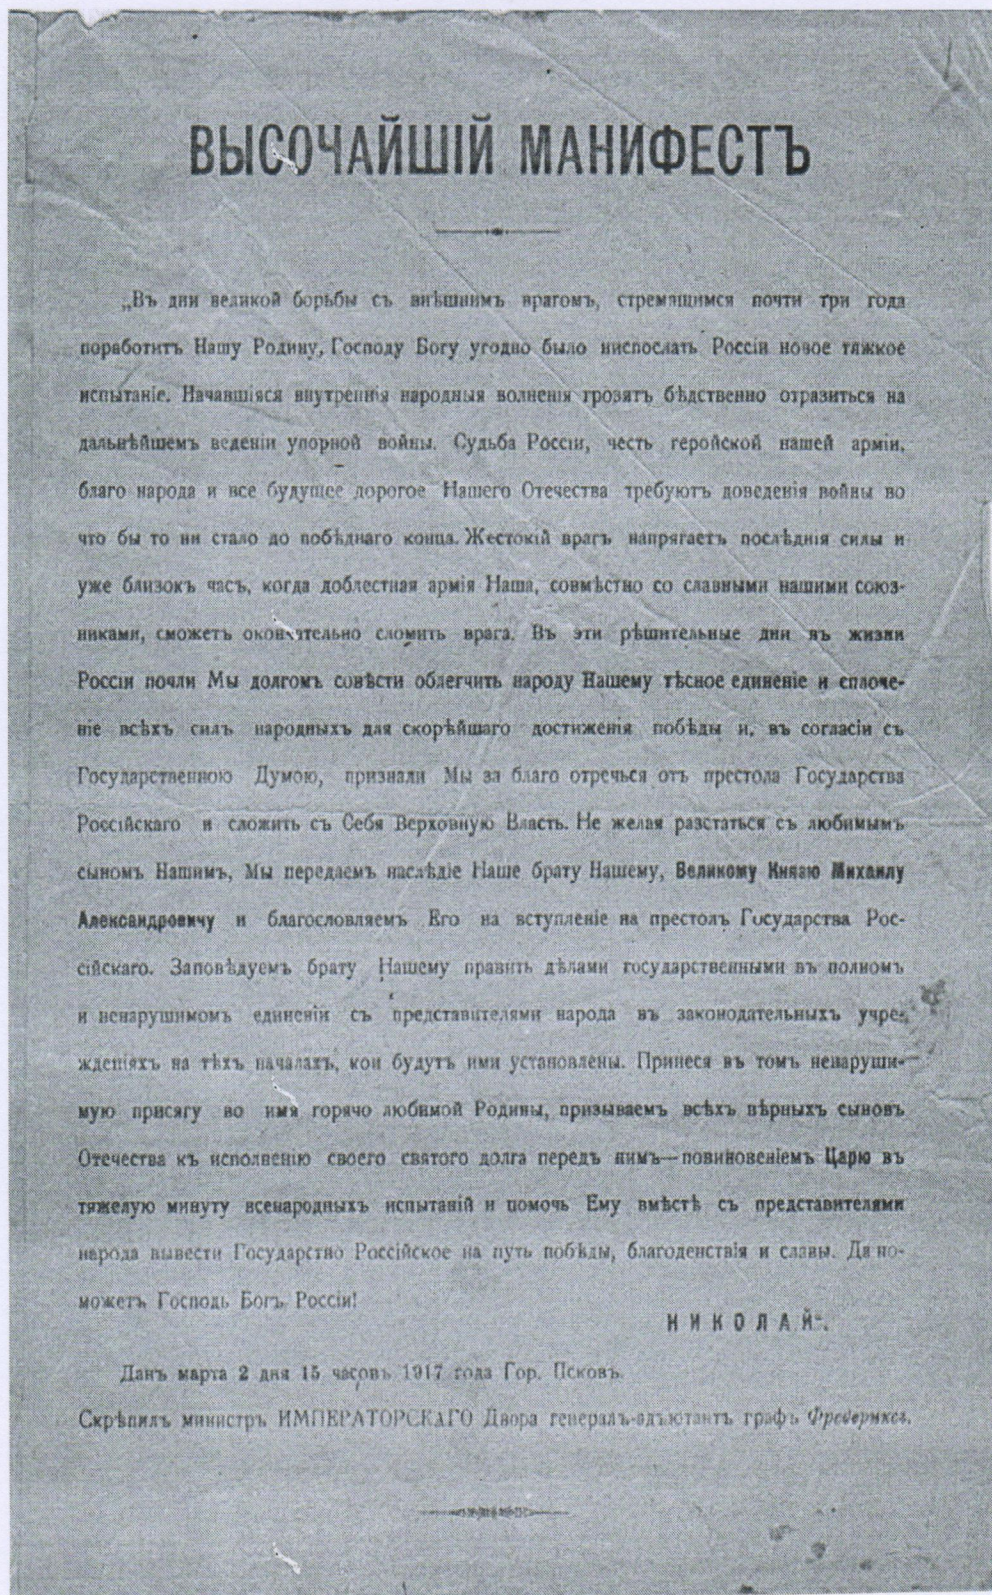 ВЫСОЧАЙШІЙ МАНИФЕСТЪ
„Въ дни великой борьбы съ внѣшнимъ врагомъ, стремящимся почти три года
поработитъ Нашу Родину, Господу Богу угодно было ниспослать Россіи новое тяжкое
испытаніе. Начавшіяся внутреннія народныя волненія грозятъ бѣдственно отразиться на
дальнѣйшемъ веденіи упорной войны. Судьба Россіи, честь геройской нашей арміи,
благо народа и все будущее дорогое Нашего Отечества требуютъ доведенія войны во
что бы то ни стало до побѣднаго конца. Жестокій врагъ напрягаетъ послѣднія силы и
уже близокъ часъ, когда доблестная армія Наша, совмѣстно со славными нашими союз-
никами, сможетъ окончательно сломить врага. Въ эти рѣшительные дни въ жизни
Россіи почли Мы долгомъ совѣсти облегчить народу Нашему тѣсное единеніе и сплоче-
ніе всѣхъ силъ народныхъ для скорѣйшаго достиженія побѣды и, въ согласіи съ
Государственною Думою, признали Мы за благо отречься отъ престола Государства
Россійскаго и сложить съ Себя Верховную Власть. Не желая разстаться съ любимымъ
сыномъ Нашимъ, Мы передаемъ наслѣдіе Наше брату Нашему, Великому Князю Михаилу
Александровичу и благословляемъ Его на вступленіе на престолъ Государства Рос-
сійскаго. Заповѣдуемъ брату Нашему править дѣлами государственными въ полномъ
и ненарушимомъ единеніи съ представителями народа въ законодательныхъ учре-
жденіяхъ на тѣхъ началахъ, кои будутъ ими установлены. Принеся въ томъ ненаруши-
мую присягу во имя горячо любимой Родины, призываемъ всѣхъ вѣрныхъ сыновъ
Отечества къ исполненію своего святого долга передъ нимъ—повиновеніемъ Царю въ
тяжелую минуту всенародныхъ испытаній и помочь Ему вмѣстѣ съ представителями
народа вывести Государство Россійское на путь побѣды, благоденствія и славы. Да по-
можетъ Господь Богъ Россіи!
НИКОЛАЙ“.
Данъ марта 2 дня 15 часовъ 1917 года Гор. Псковъ.
Скрѣпилъ министръ ИМПЕРАТОРСКАГО Двора генералъ-адъютантъ графъ Фредериксъ.